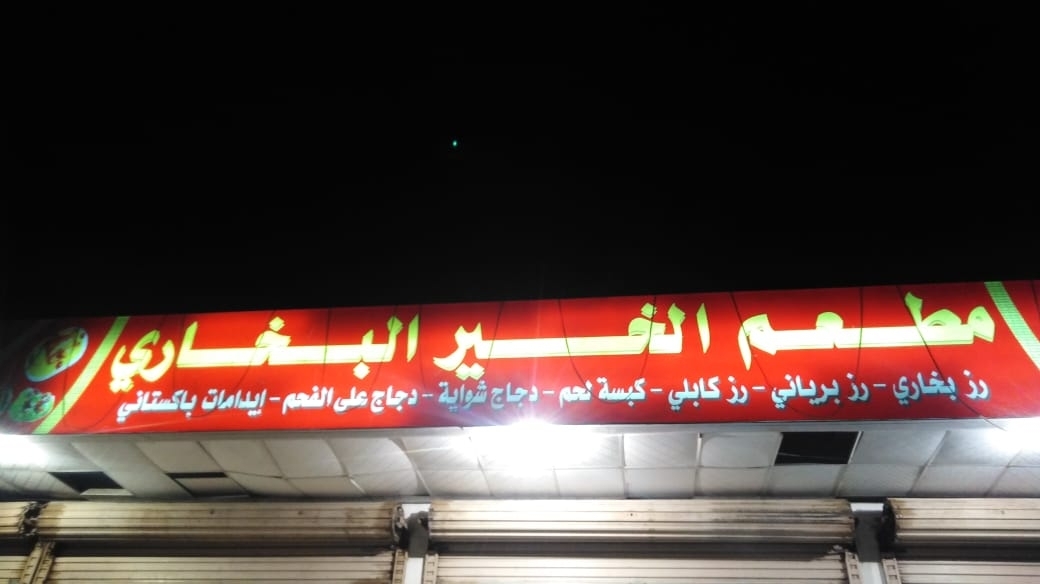 مطعم الخير البخاري
رز بخاري - رز برياني - رز كابلي - كبسة لحم - دجاج شواية - دجاج على الفحم - إيدامات باكستاني